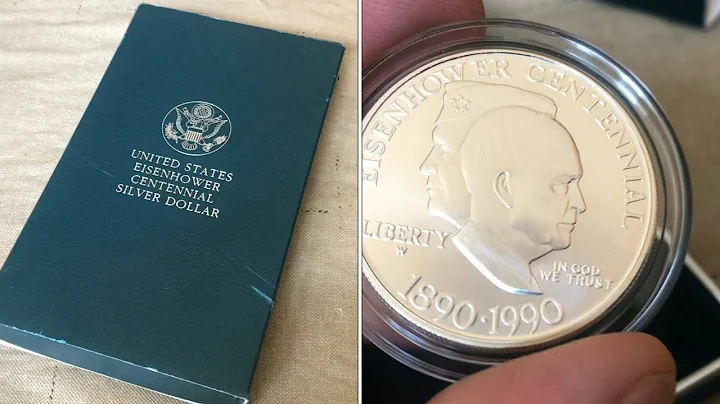 UNITED STATES
EISENHOWER
CENTENNIAL
SILVER DOLLAR
EISENHOWER CENTENNIAL
LIBERTY
W
IN GOD
WE TRUST
1890·1990